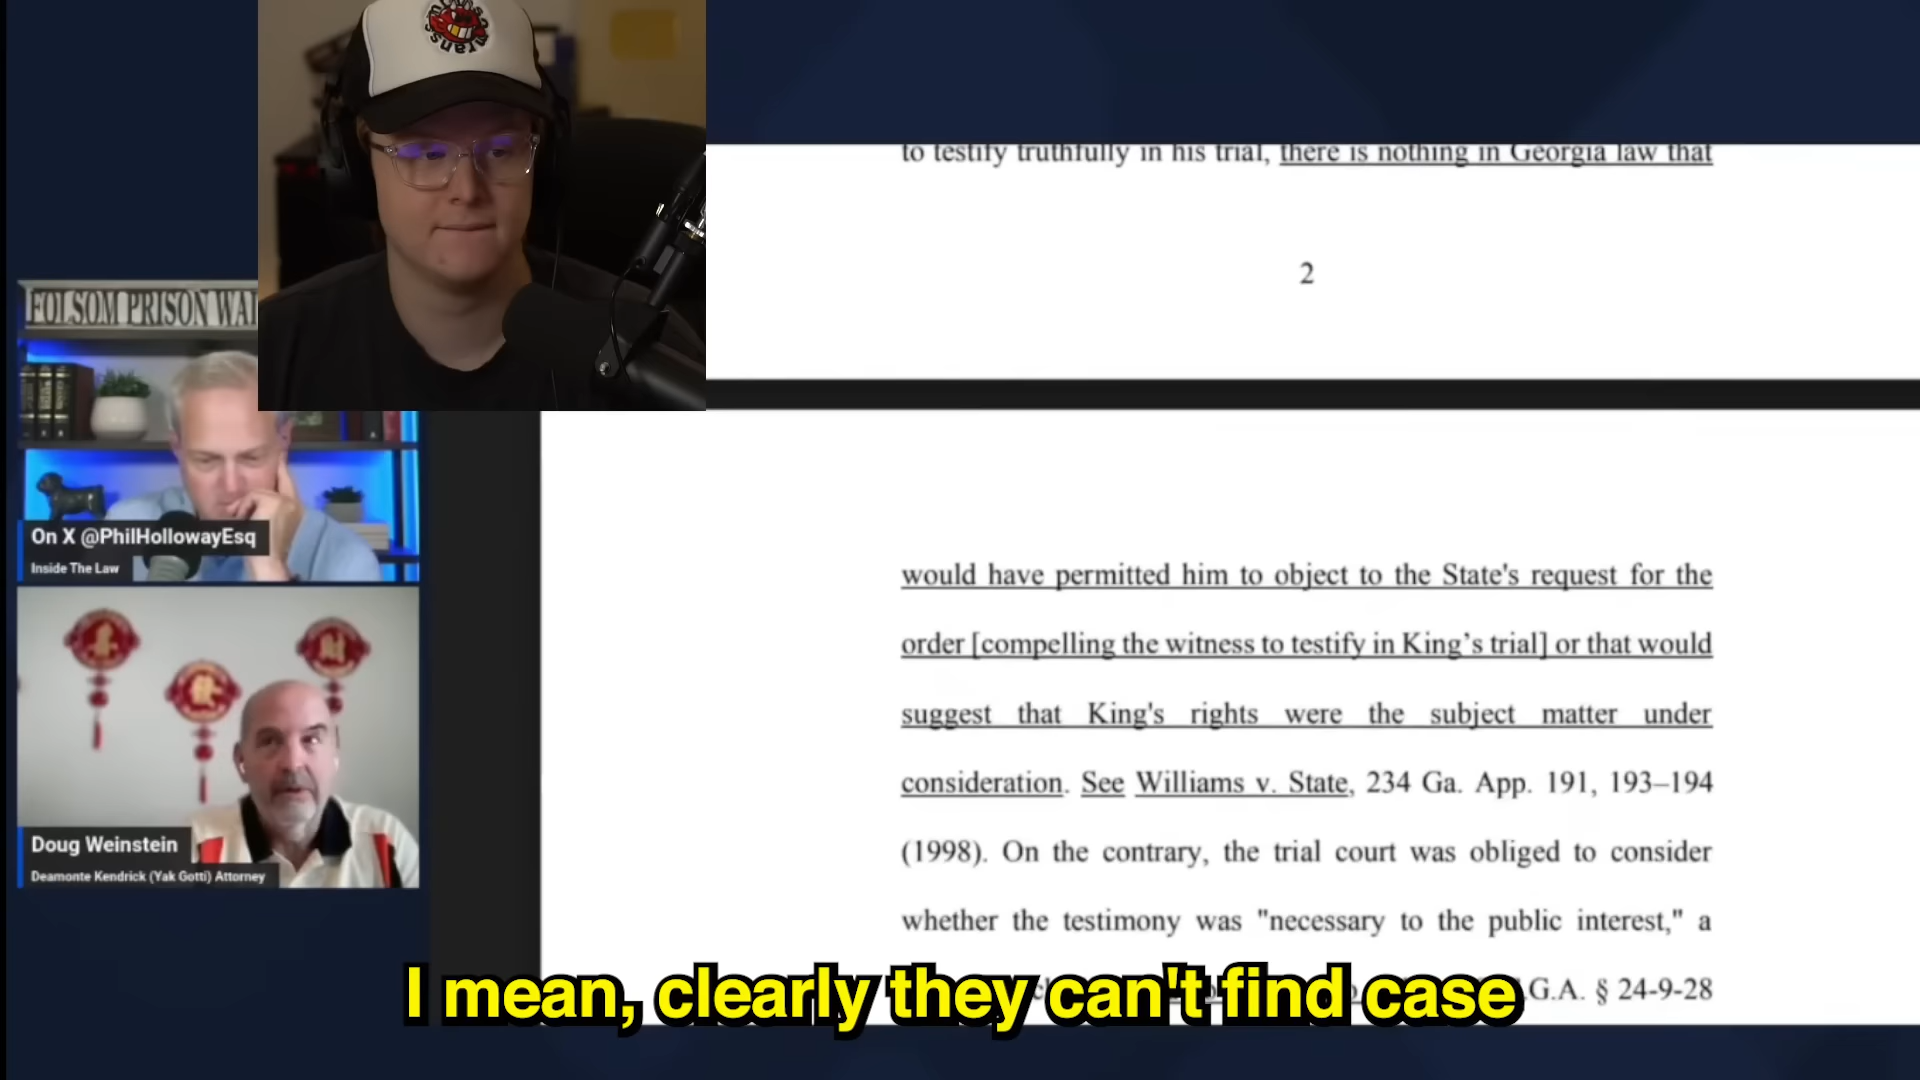 to testify truthfully in his trial, there is nothing in Georgia law that
2
FOLSOM PRISON
On X @PhilHollowayEsq
Inside The Law
would have permitted him to object to the State's request for the
order [compelling the witness to testify in King’s trial] or that would
suggest that King's rights were the subject matter under
consideration. See Williams v. State, 234 Ga. App. 191, 193–194
(1998). On the contrary, the trial court was obliged to consider
whether the testimony was "necessary to the public interest," a
.G.A. § 24-9-28
Doug Weinstein
Deamonte Kendrick (Yak Gotti) Attorney
I mean, clearly they can't find case